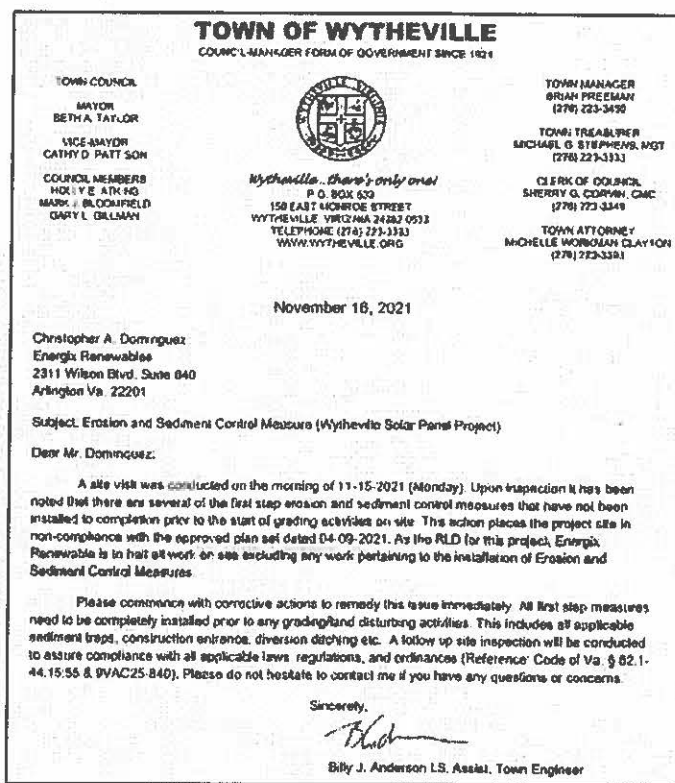 TOWN OF WYTHEVILLE
COUNCIL-MANAGER FORM OF GOVERNMENT SINCE
TOWN COUNCIL
MAYOR
BETH A. TAYLOR
VICE-MAYOR
CATHY D. PATTISON
COUNCIL MEMBERS
HOLLY E. ATKINS
MARK J. BLOOMFIELD
GARY L. GILLMAN
WYTHEVILLE, VIRGINIA
Wytheville...there's only one!
P.O. BOX 533
150 EAST MONROE STREET
WYTHEVILLE, VIRGINIA 24382 0533
TELEPHONE (276) 223-3333
WWW.WYTHEVILLE.ORG
TOWN MANAGER
BRIAN FREEMAN
TOWN TREASURER
MICHAEL G. STEPHENS, MGT
(276) 223-3333
CLERK OF COUNCIL
SHERRY G. CORVIN, CMC
(276) 223-3349
TOWN ATTORNEY
MICHELLE WORKMAN CLAYTON
November 16, 2021
Christopher A. Dominguez
Energix Renewables
2311 Wilson Blvd. Suite 640
Arlington Va. 22201
Subject: Erosion and Sediment Control Measure (Wytheville Solar Panel Project)
Dear Mr. Dominguez:
A site visit was conducted on the morning of 11-15-2021 (Monday). Upon inspection it has been
noted that there are several of the first step erosion and sediment control measures that have not been
installed to completion prior to the start of grading activities on site. This action places the project site in
non-compliance with the approved plan set dated 04-09-2021. As the RLD for this project, Energix
Renewable is to halt all work on site excluding any work pertaining to the installation of Erosion and
Sediment Control Measures
Please commence with corrective actions to remedy this issue immediately. All first step measures
need to be completely installed prior to any grading/land disturbing activities. This includes all applicable
sediment traps, construction entrance, diversion ditching etc. A follow up site inspection will be conducted
to assure compliance with all applicable laws, regulations, and ordinances (Reference: Code of Va. § 62.1-
44.15:55 & 9VAC25-840). Please do not hesitate to contact me if you have any questions or concerns.
Sincerely,
Billy J. Anderson LS, Assist. Town Engineer